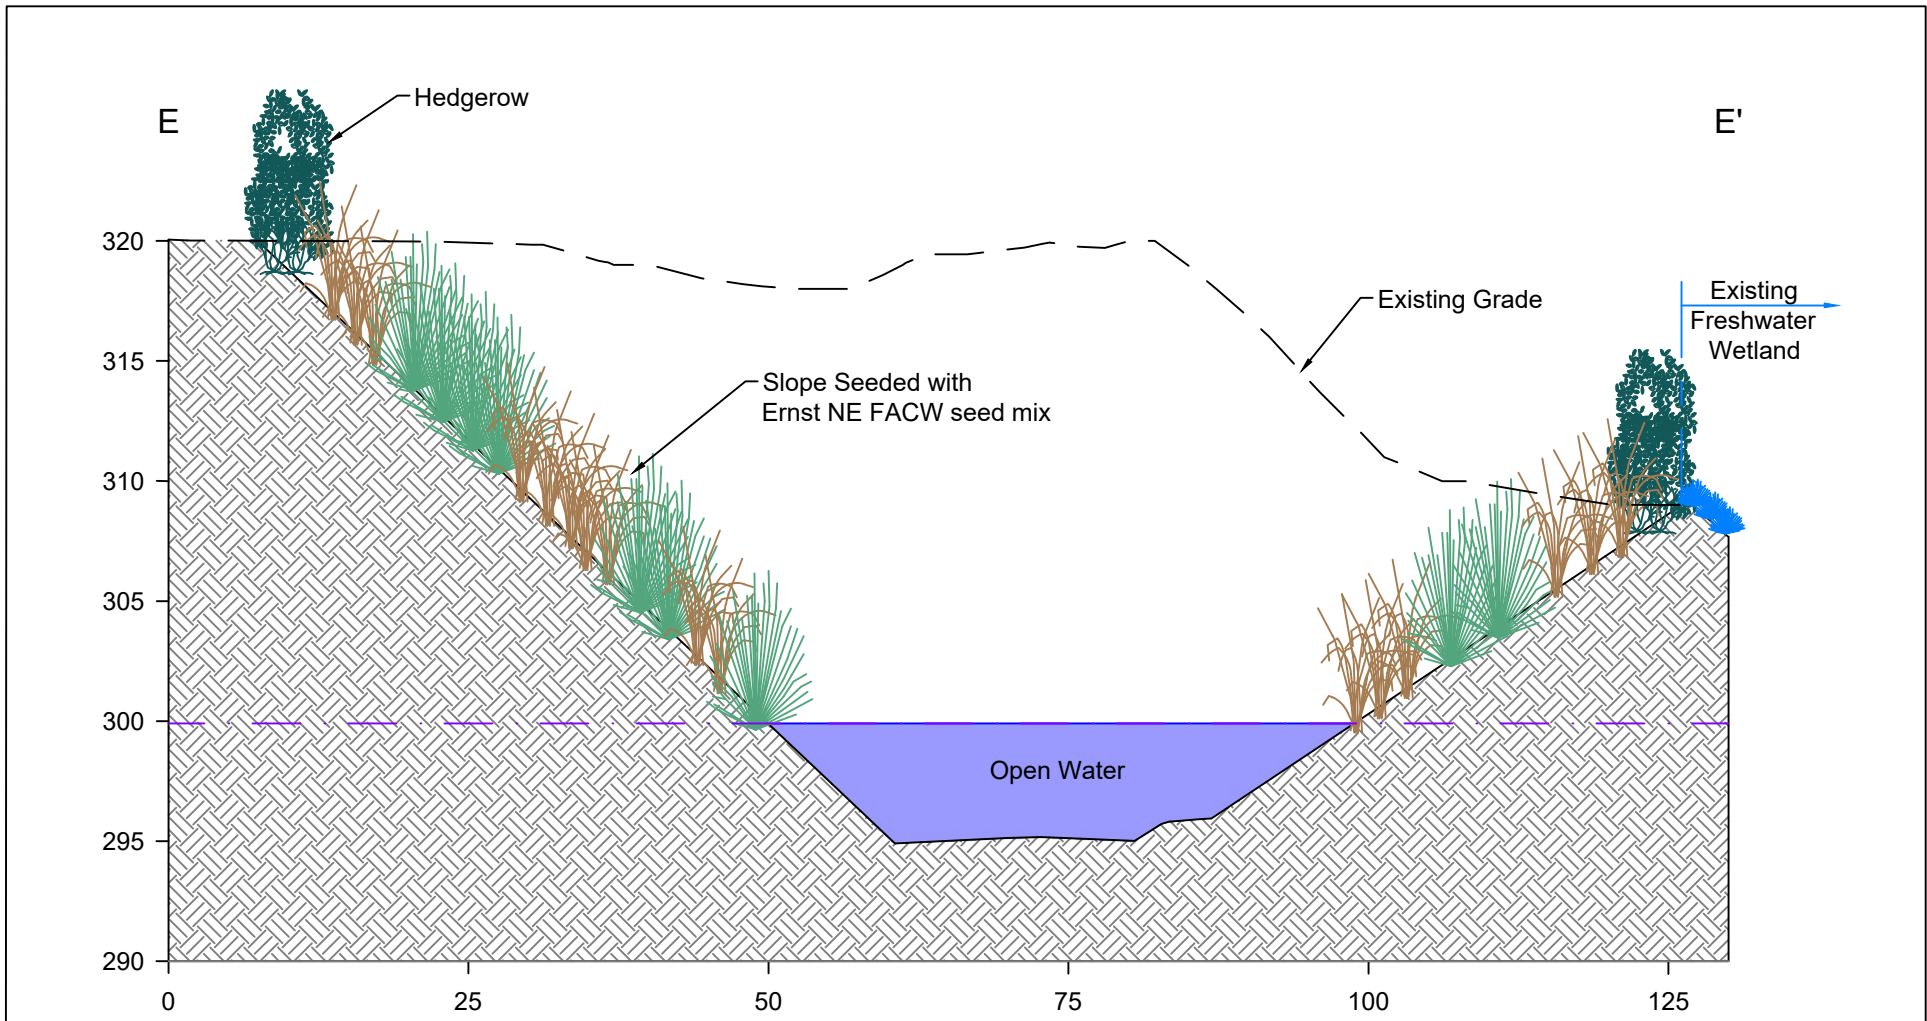 E
Hedgerow
E'
320
Existing Grade
Existing
Freshwater
Wetland
315
Slope Seeded with
Ernst NE FACW seed mix
310
305
300
Open Water
295
290
0 25 50 75 100 125